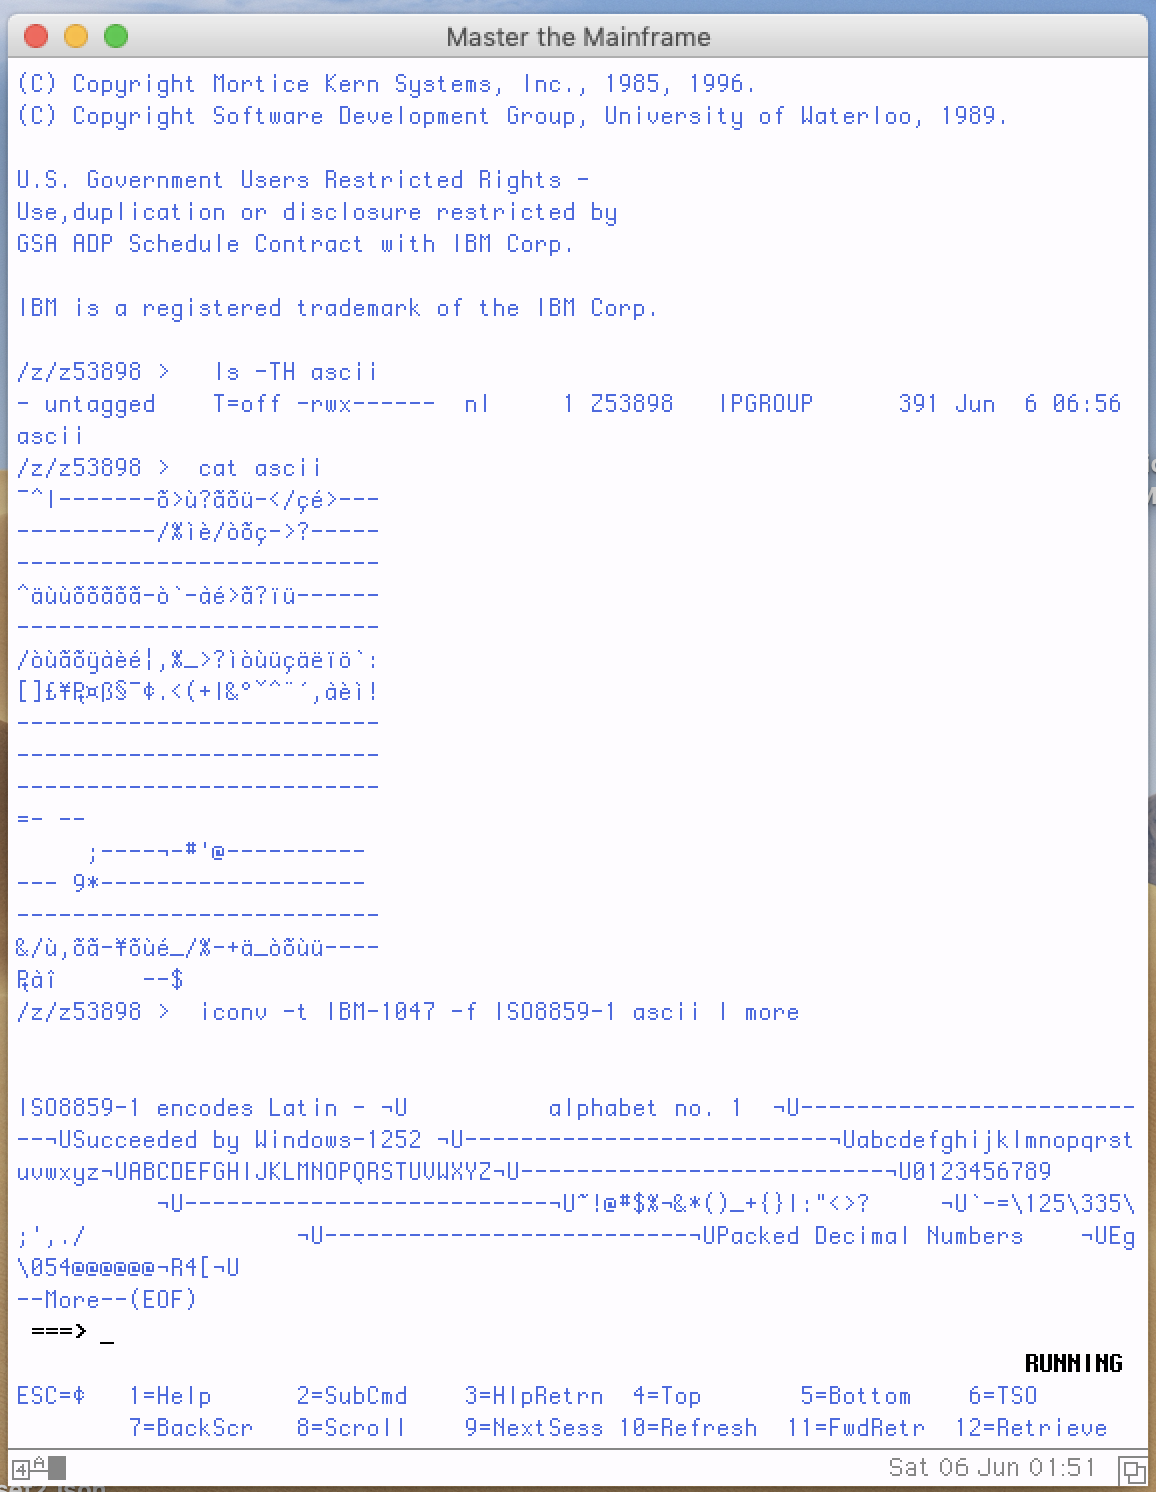 Master the Mainframe
(C) Copyright Mortice Kern Systems, Inc., 1985, 1996.
(C) Copyright Software Development Group, University of Waterloo, 1989.
U.S. Government Users Restricted Rights -
Use,duplication or disclosure restricted by
GSA ADP Schedule Contract with IBM Corp.
IBM is a registered trademark of the IBM Corp.
/z/z53898 >   ls -TH ascii
- untagged    T=off -rwx------  nl     1 Z53898   IPGROUP      391 Jun  6 06:56
ascii
/z/z53898 >  cat ascii
¯^|-------õ>ù?ãõü-</çé>---
----------/%ìè/òõç->?-----
--------------------------
^äùùõõãõã-ò`-àé>ã?ïü------
--------------------------
/òùãõÿàèé¦,%_>?ìòùüçäëïö`:
--------------------------
--------------------------
--------------------------
=- --
;----¬-#'@----------
--- 9*-------------------
--------------------------
&/ù,õã-¥õùé_/%-+ä_òõùü----
/z/z53898 >  iconv -t IBM-1047 -f ISO8859-1 ascii | more
ISO8859-1 encodes Latin - ¬U          alphabet no. 1  ¬U------------------------
---¬USucceeded by Windows-1252 ¬U--------------------------¬Uabcdefghijklmnopqrst
uvwxyz¬UABCDEFGHIJKLMNOPQRSTUVWXYZ¬U--------------------------¬U0123456789
¬U--------------------------¬U~!@#$%¬&*()_+{}|:"<>?     ¬U`-=\125\335\
;',./               ¬U--------------------------¬UPacked Decimal Numbers    ¬UEg
\054@@@@@@¬R4[¬U
--More--(EOF)
===> _
RUNNING
ESC=¢   1=Help      2=SubCmd    3=HlpRetrn  4=Top       5=Bottom    6=TSO
7=BackScr   8=Scroll    9=NextSess 10=Refresh  11=FwdRetr  12=Retrieve
4 A
Sat 06 Jun 01:51